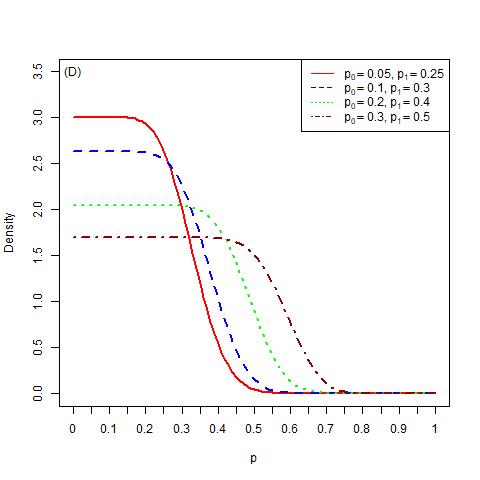 (D)
p₀ = 0.05, p₁ = 0.25
p₀ = 0.1, p₁ = 0.3
p₀ = 0.2, p₁ = 0.4
p₀ = 0.3, p₁ = 0.5
Density
3.5
3.0
2.5
2.0
1.5
1.0
0.5
0.0
0 0.1 0.2 0.3 0.4 0.5 0.6 0.7 0.8 0.9 1
p